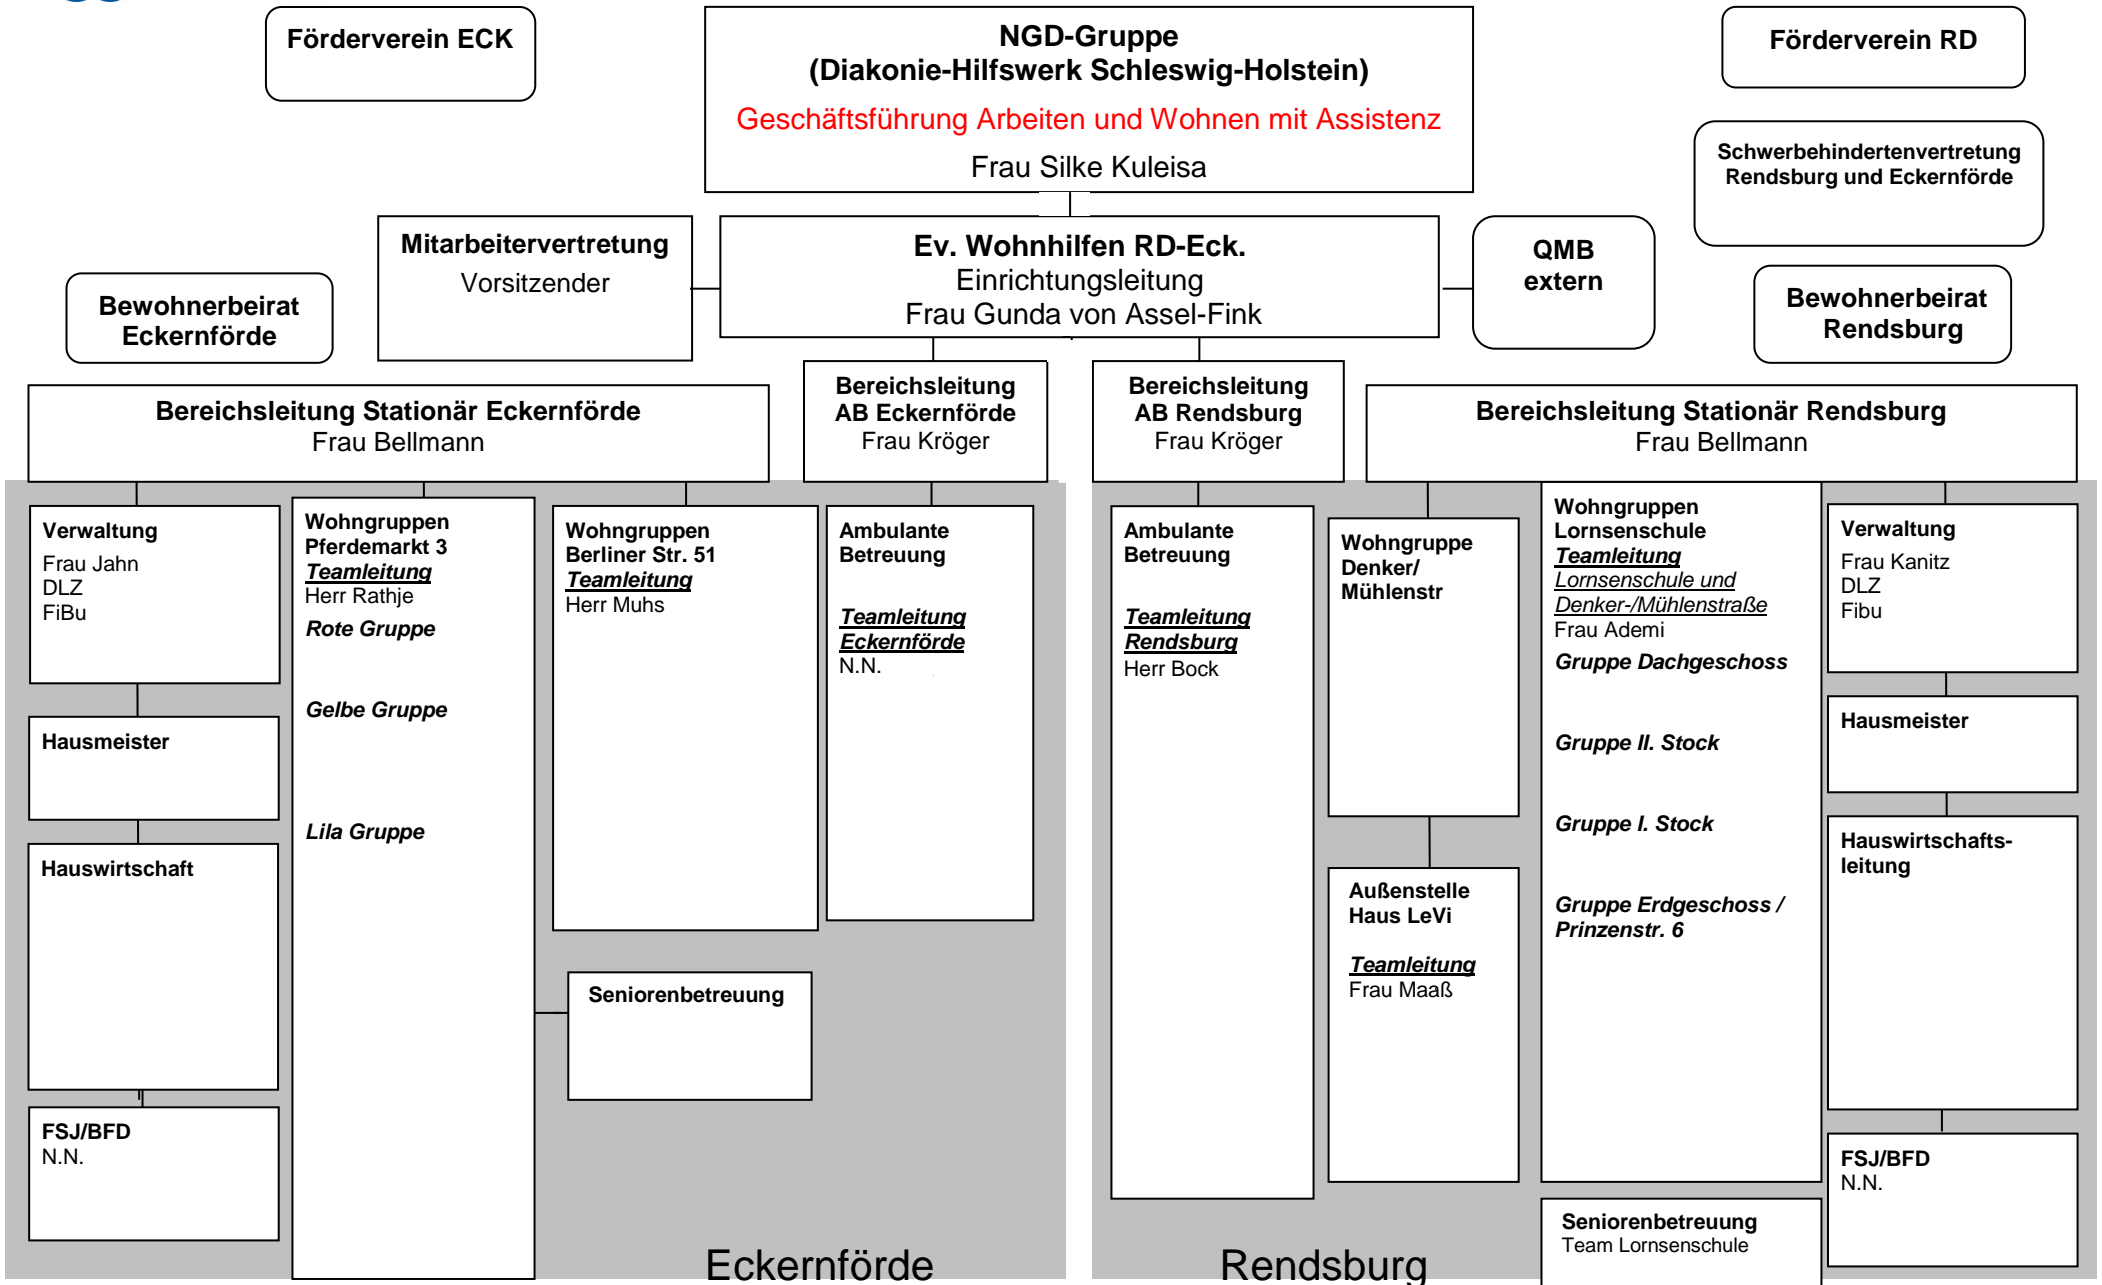 Förderverein ECK
NGD-Gruppe
(Diakonie-Hilfswerk Schleswig-Holstein)
Geschäftsführung Arbeiten und Wohnen mit Assistenz
Frau Silke Kuleisa
Förderverein RD
Schwerbehindertenvertretung
Rendsburg und Eckernförde
Mitarbeitervertretung
Vorsitzender
Ev. Wohnhilfen RD-Eck.
Einrichtungsleitung
Frau Gunda von Assel-Fink
QMB
extern
Bewohnerbeirat
Eckernförde
Bewohnerbeirat
Rendsburg
Bereichsleitung Stationär Eckernförde
Frau Bellmann
Bereichsleitung
AB Eckernförde
Frau Kröger
Bereichsleitung
AB Rendsburg
Frau Kröger
Bereichsleitung Stationär Rendsburg
Frau Bellmann
Verwaltung
Frau Jahn
DLZ
FiBu
Hausmeister
Hauswirtschaft
FSJ/BFD
N.N.
Wohngruppen
Pferdemarkt 3
Teamleitung
Herr Rathje
Rote Gruppe
Gelbe Gruppe
Lila Gruppe
Wohngruppen
Berliner Str. 51
Teamleitung
Herr Muhs
Seniorenbetreuung
Ambulante
Betreuung
Teamleitung
Eckernförde
N.N.
Eckernförde
Ambulante
Betreuung
Teamleitung
Rendsburg
Herr Bock
Wohngruppe
Denker/
Mühlenstr
Außenstelle
Haus LeVi
Teamleitung
Frau Maaß
Wohngruppen
Lornsenschule
Teamleitung
Lornsenschule und
Denker-/Mühlenstraße
Frau Ademi
Gruppe Dachgeschoss
Gruppe II. Stock
Gruppe I. Stock
Gruppe Erdgeschoss /
Prinzenstr. 6
Seniorenbetreuung
Team Lornsenschule
Verwaltung
Frau Kanitz
DLZ
Fibu
Hausmeister
Hauswirtschafts-
leitung
FSJ/BFD
N.N.
Rendsburg